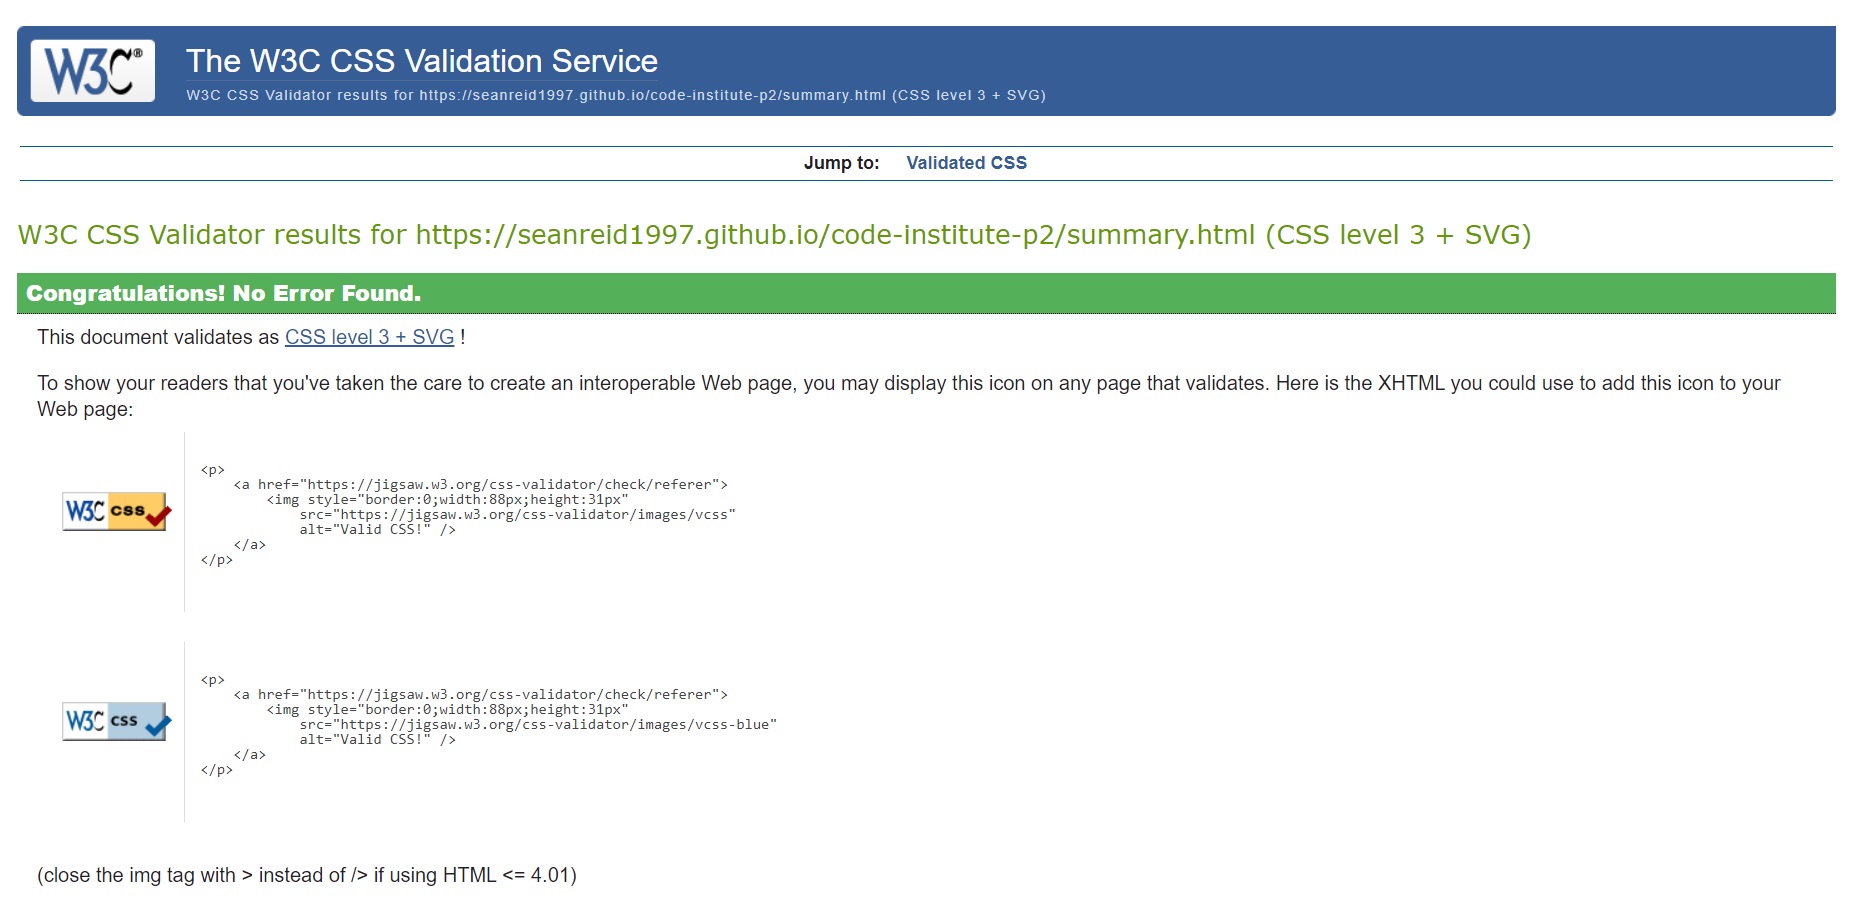 W3C®
The W3C CSS Validation Service
W3C CSS Validator results for https://seanreid1997.github.io/code-institute-p2/summary.html (CSS level 3 + SVG)
Jump to: Validated CSS
W3C CSS Validator results for https://seanreid1997.github.io/code-institute-p2/summary.html (CSS level 3 + SVG)
Congratulations! No Error Found.
This document validates as CSS level 3 + SVG !
To show your readers that you've taken the care to create an interoperable Web page, you may display this icon on any page that validates. Here is the XHTML you could use to add this icon to your
Web page:
W3C css
<p>
    <a href="https://jigsaw.w3.org/css-validator/check/referer">
        <img style="border:0;width:88px;height:31px"
            src="https://jigsaw.w3.org/css-validator/images/vcss"
            alt="Valid CSS!" />
    </a>
</p>
W3C css
<p>
    <a href="https://jigsaw.w3.org/css-validator/check/referer">
        <img style="border:0;width:88px;height:31px"
            src="https://jigsaw.w3.org/css-validator/images/vcss-blue"
            alt="Valid CSS!" />
    </a>
</p>
(close the img tag with > instead of /> if using HTML <= 4.01)